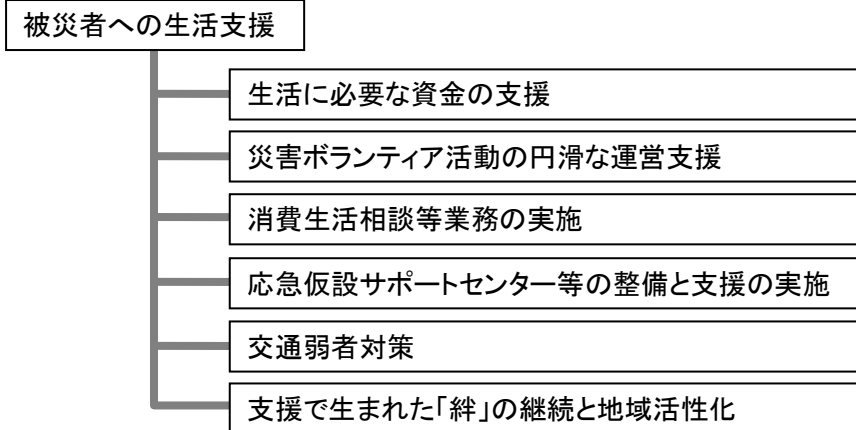 被災者への生活支援
生活に必要な資金の支援
災害ボランティア活動の円滑な運営支援
消費生活相談等業務の実施
応急仮設サポートセンター等の整備と支援の実施
交通弱者対策
支援で生まれた「絆」の継続と地域活性化